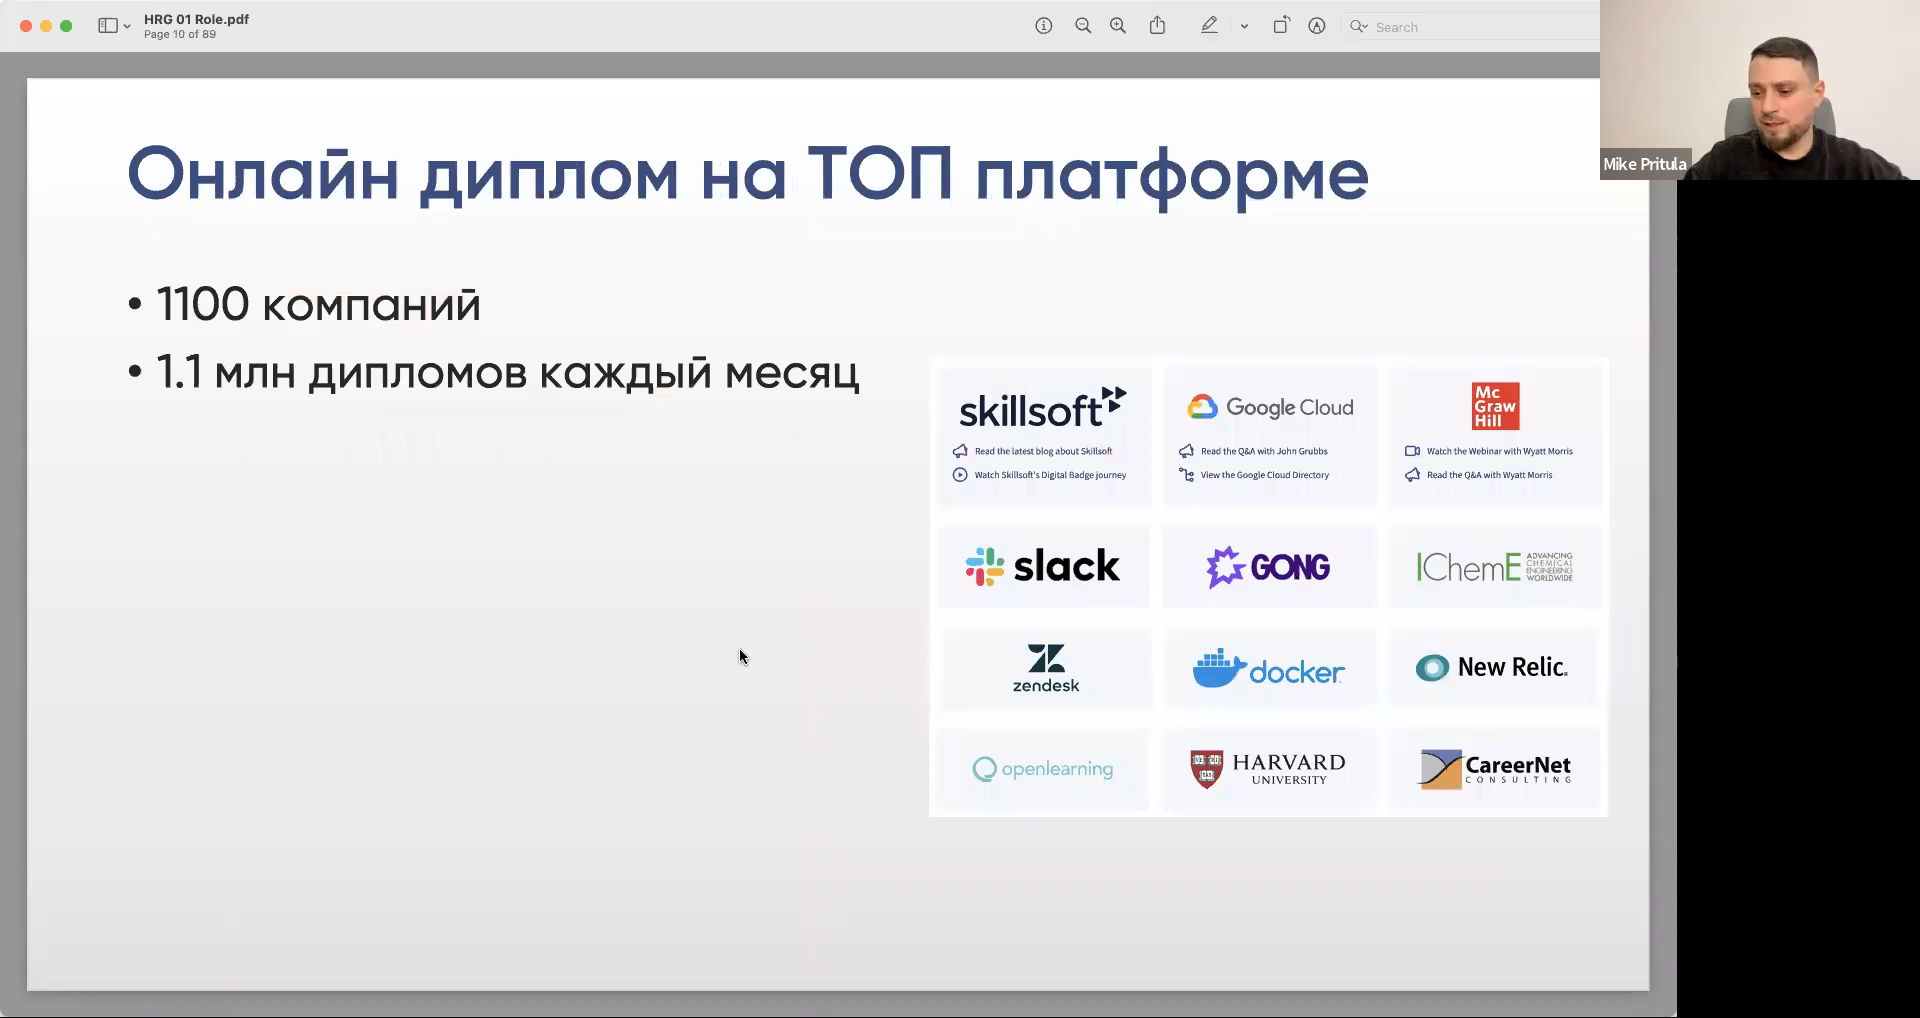 HRG 01 Role.pdf
Page 10 of 89
Search
Mike Pritula
Онлайн диплом на ТОП платформе
• 1100 компаний
• 1.1 млн дипломов каждый месяц
skillsoft
Read the latest blog about Skillsoft
Watch Skillsoft's Digital Badge journey
Google Cloud
Read the Q&A with John Grubbs
View the Google Cloud Directory
Mc
Graw
Hill
Watch the Webinar with Wyatt Morris
Read the Q&A with Wyatt Morris
slack
GONG
IChemE
ADVANCING
CHEMICAL
ENGINEERING
WORLDWIDE
zendesk
docker
New Relic.
openlearning
HARVARD
UNIVERSITY
CareerNet
CONSULTING